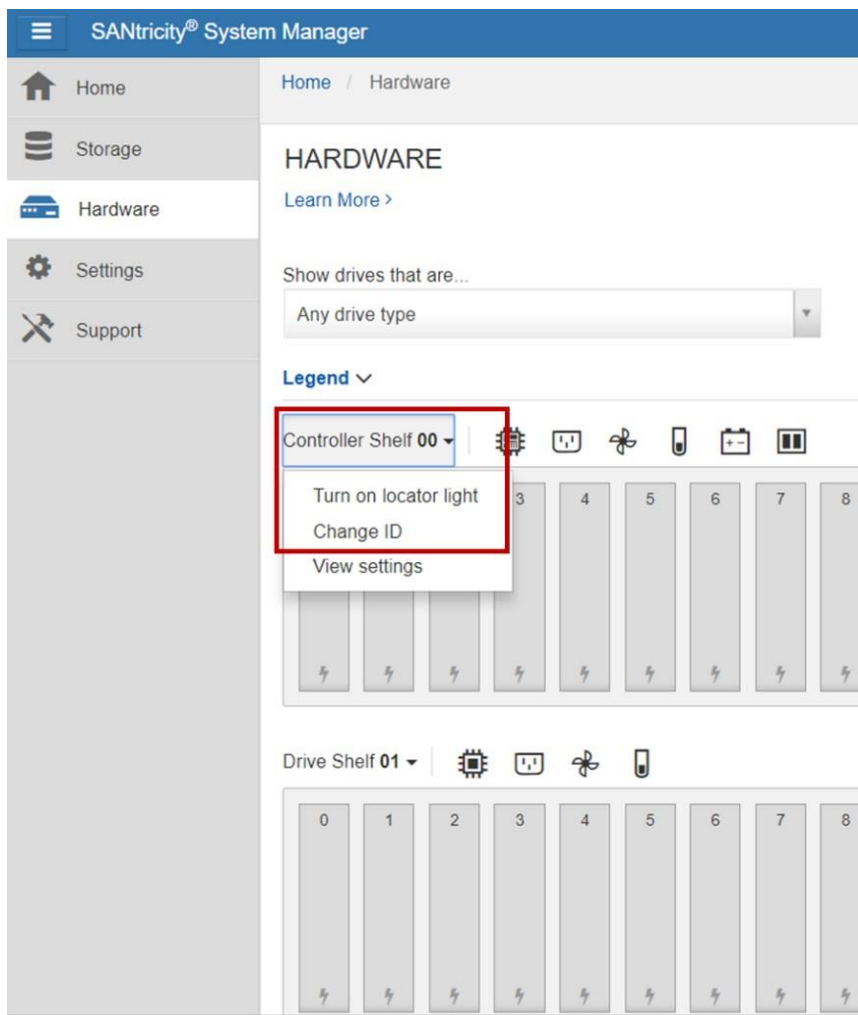 SANtricity® System Manager
Home
Storage
Hardware
Settings
Support
Home / Hardware
HARDWARE
Learn More >
Show drives that are...
Any drive type
Legend
Controller Shelf 00
Turn on locator light
Change ID
View settings
3 4 5 6 7 8
Drive Shelf 01
0 1 2 3 4 5 6 7 8